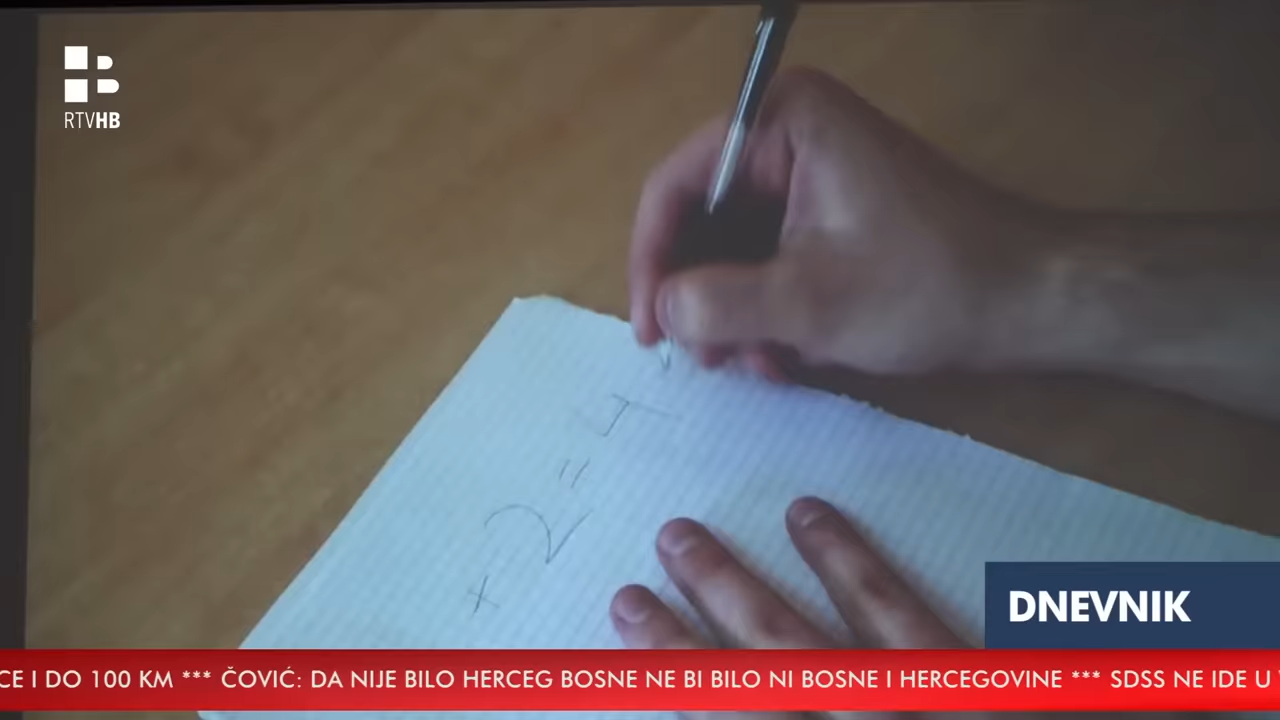 RTVHB
+ 2 = 4
DNEVNIK
CE I DO 100 KM *** ČOVIĆ: DA NIJE BILO HERCEG BOSNE NE BI BILO NI BOSNE I HERCEGOVINE *** SDSS NE IDE U